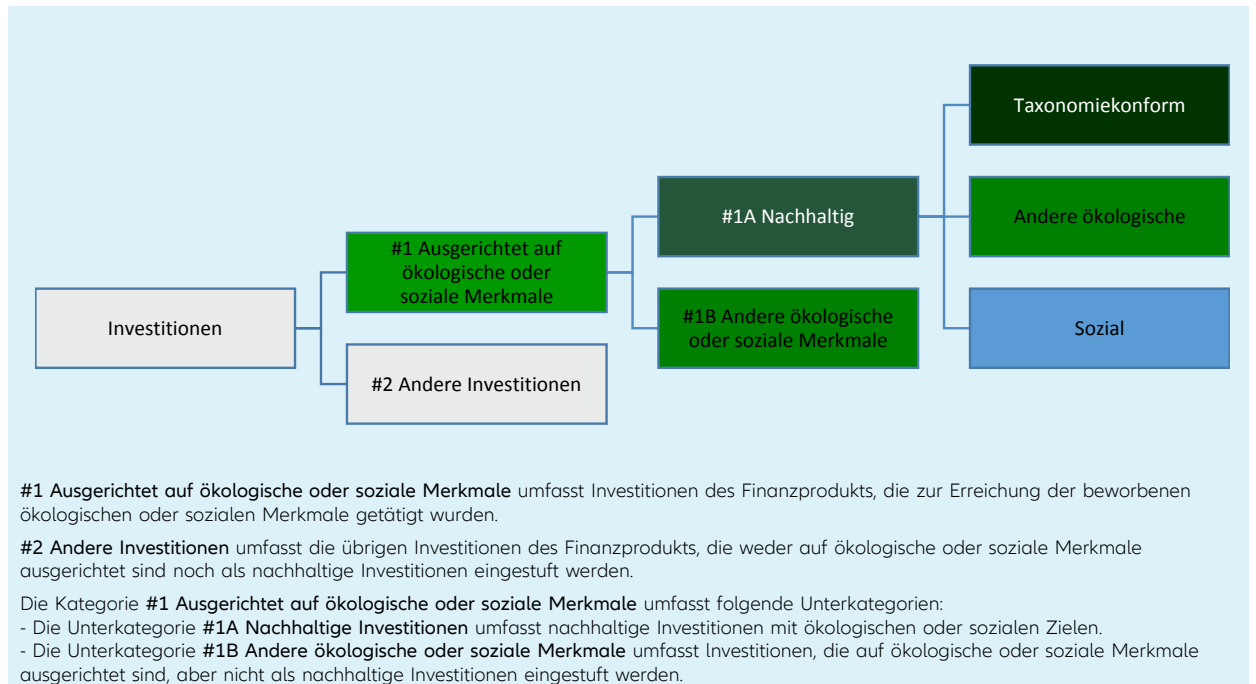 Taxonomiekonform
#1A Nachhaltig
Andere ökologische
#1 Ausgerichtet auf
ökologische oder
soziale Merkmale
Investitionen
#1B Andere ökologische
oder soziale Merkmale
Sozial
#2 Andere Investitionen
#1 Ausgerichtet auf ökologische oder soziale Merkmale umfasst Investitionen des Finanzprodukts, die zur Erreichung der beworbenen
ökologischen oder sozialen Merkmale getätigt wurden.
#2 Andere Investitionen umfasst die übrigen Investitionen des Finanzprodukts, die weder auf ökologische oder soziale Merkmale
ausgerichtet sind noch als nachhaltige Investitionen eingestuft werden.
Die Kategorie #1 Ausgerichtet auf ökologische oder soziale Merkmale umfasst folgende Unterkategorien:
- Die Unterkategorie #1A Nachhaltige Investitionen umfasst nachhaltige Investitionen mit ökologischen oder sozialen Zielen.
- Die Unterkategorie #1B Andere ökologische oder soziale Merkmale umfasst Investitionen, die auf ökologische oder soziale Merkmale
ausgerichtet sind, aber nicht als nachhaltige Investitionen eingestuft werden.